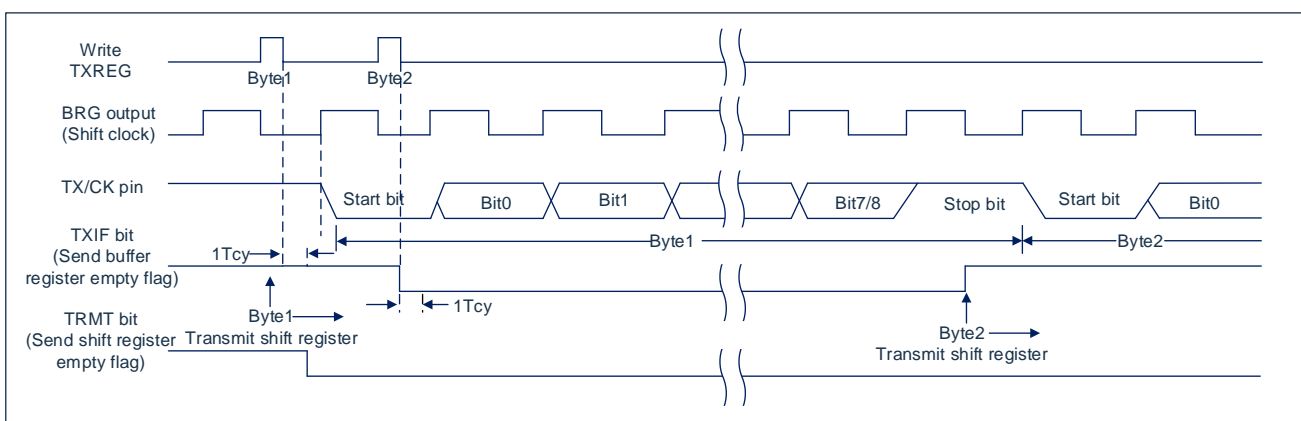 Write
TXREG
Byte1
Byte2
BRG output
(Shift clock)
TX/CK pin
Start bit
Bit0
Bit1
Bit7/8
Stop bit
Start bit
Bit0
TXIF bit
(Send buffer
register empty flag)
1Tcy
Byte1
Byte2
1Tcy
Byte1
Transmit shift register
Byte2
Transmit shift register
TRMT bit
(Send shift register
empty flag)